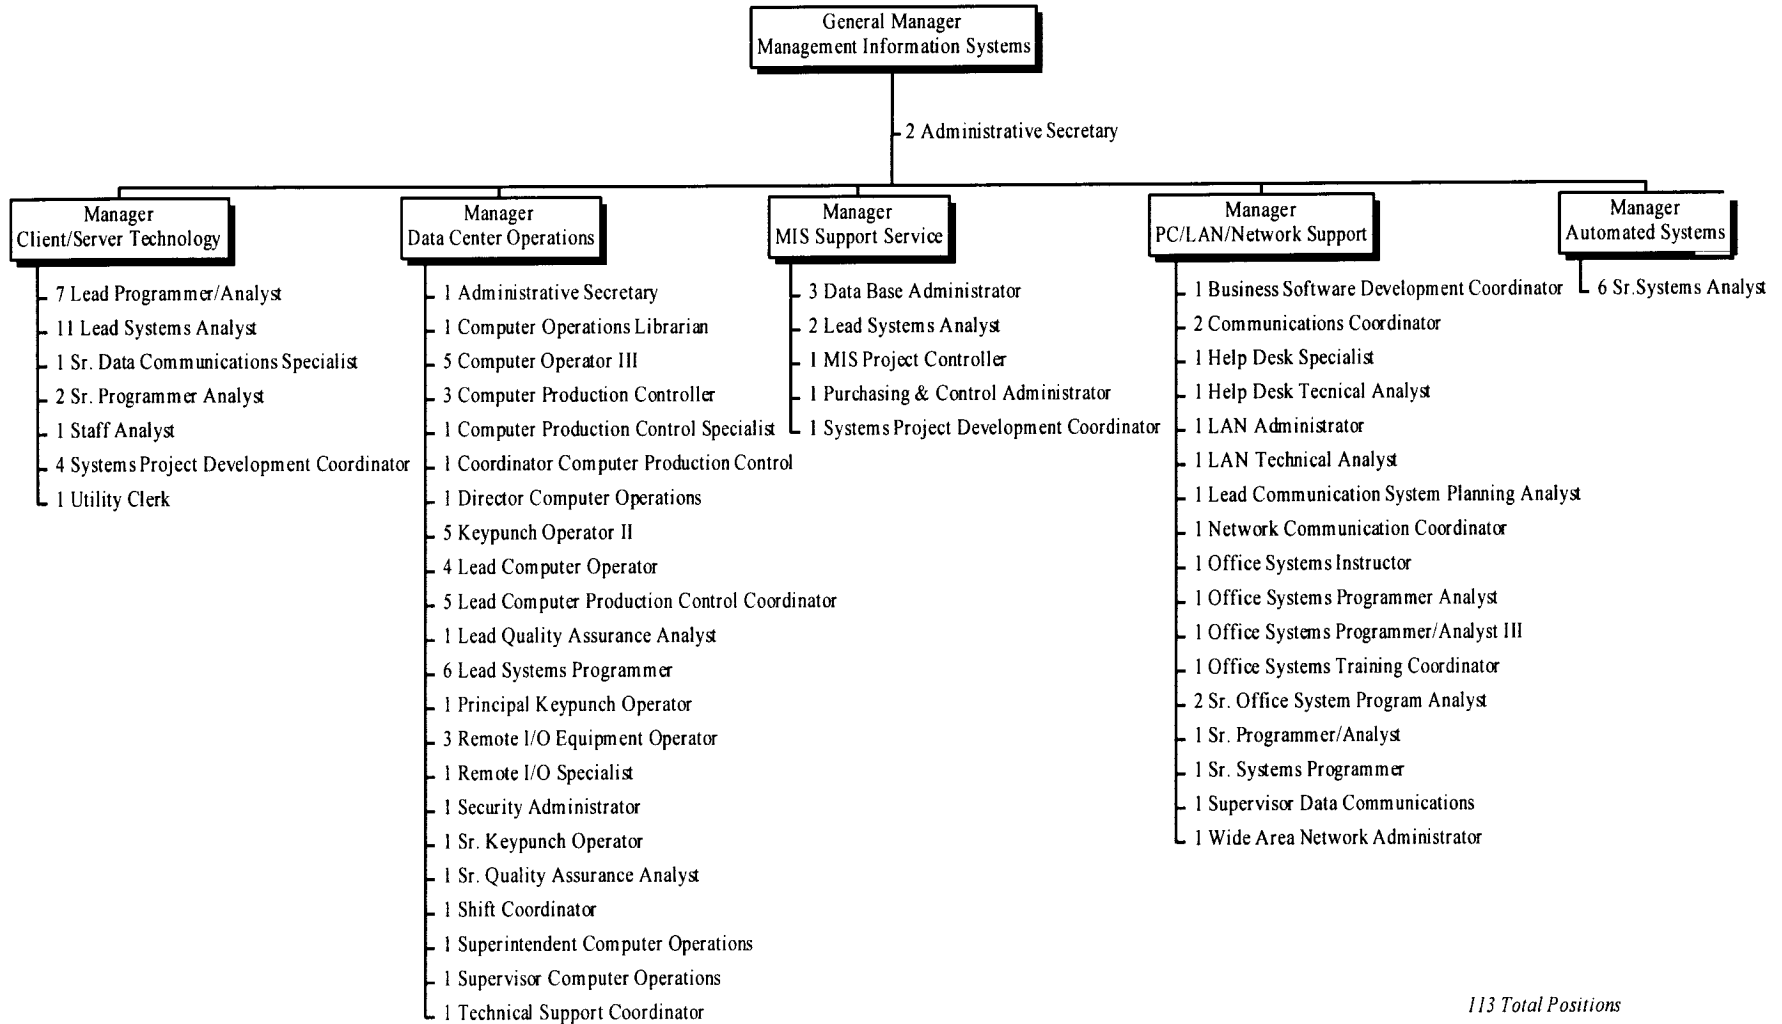 General Manager
Management Information Systems
2 Administrative Secretary
Manager
Client/Server Technology
7 Lead Programmer/Analyst
11 Lead Systems Analyst
1 Sr. Data Communications Specialist
2 Sr. Programmer Analyst
1 Staff Analyst
4 Systems Project Development Coordinator
1 Utility Clerk
Manager
Data Center Operations
1 Administrative Secretary
1 Computer Operations Librarian
5 Computer Operator III
3 Computer Production Controller
1 Computer Production Control Specialist
1 Coordinator Computer Production Control
1 Director Computer Operations
5 Keypunch Operator II
4 Lead Computer Operator
5 Lead Computer Production Control Coordinator
1 Lead Quality Assurance Analyst
6 Lead Systems Programmer
1 Principal Keypunch Operator
3 Remote I/O Equipment Operator
1 Remote I/O Specialist
1 Security Administrator
1 Sr. Keypunch Operator
1 Sr. Quality Assurance Analyst
1 Shift Coordinator
1 Superintendent Computer Operations
1 Supervisor Computer Operations
1 Technical Support Coordinator
Manager
MIS Support Service
3 Data Base Administrator
2 Lead Systems Analyst
1 MIS Project Controller
1 Purchasing & Control Administrator
1 Systems Project Development Coordinator
Manager
PC/LAN/Network Support
1 Business Software Development Coordinator
2 Communications Coordinator
1 Help Desk Specialist
1 Help Desk Tecnical Analyst
1 LAN Administrator
1 LAN Technical Analyst
1 Lead Communication System Planning Analyst
1 Network Communication Coordinator
1 Office Systems Instructor
1 Office Systems Programmer Analyst
1 Office Systems Programmer/Analyst III
1 Office Systems Training Coordinator
2 Sr. Office System Program Analyst
1 Sr. Programmer/Analyst
1 Sr. Systems Programmer
1 Supervisor Data Communications
1 Wide Area Network Administrator
Manager
Automated Systems
6 Sr.Systems Analyst
113 Total Positions